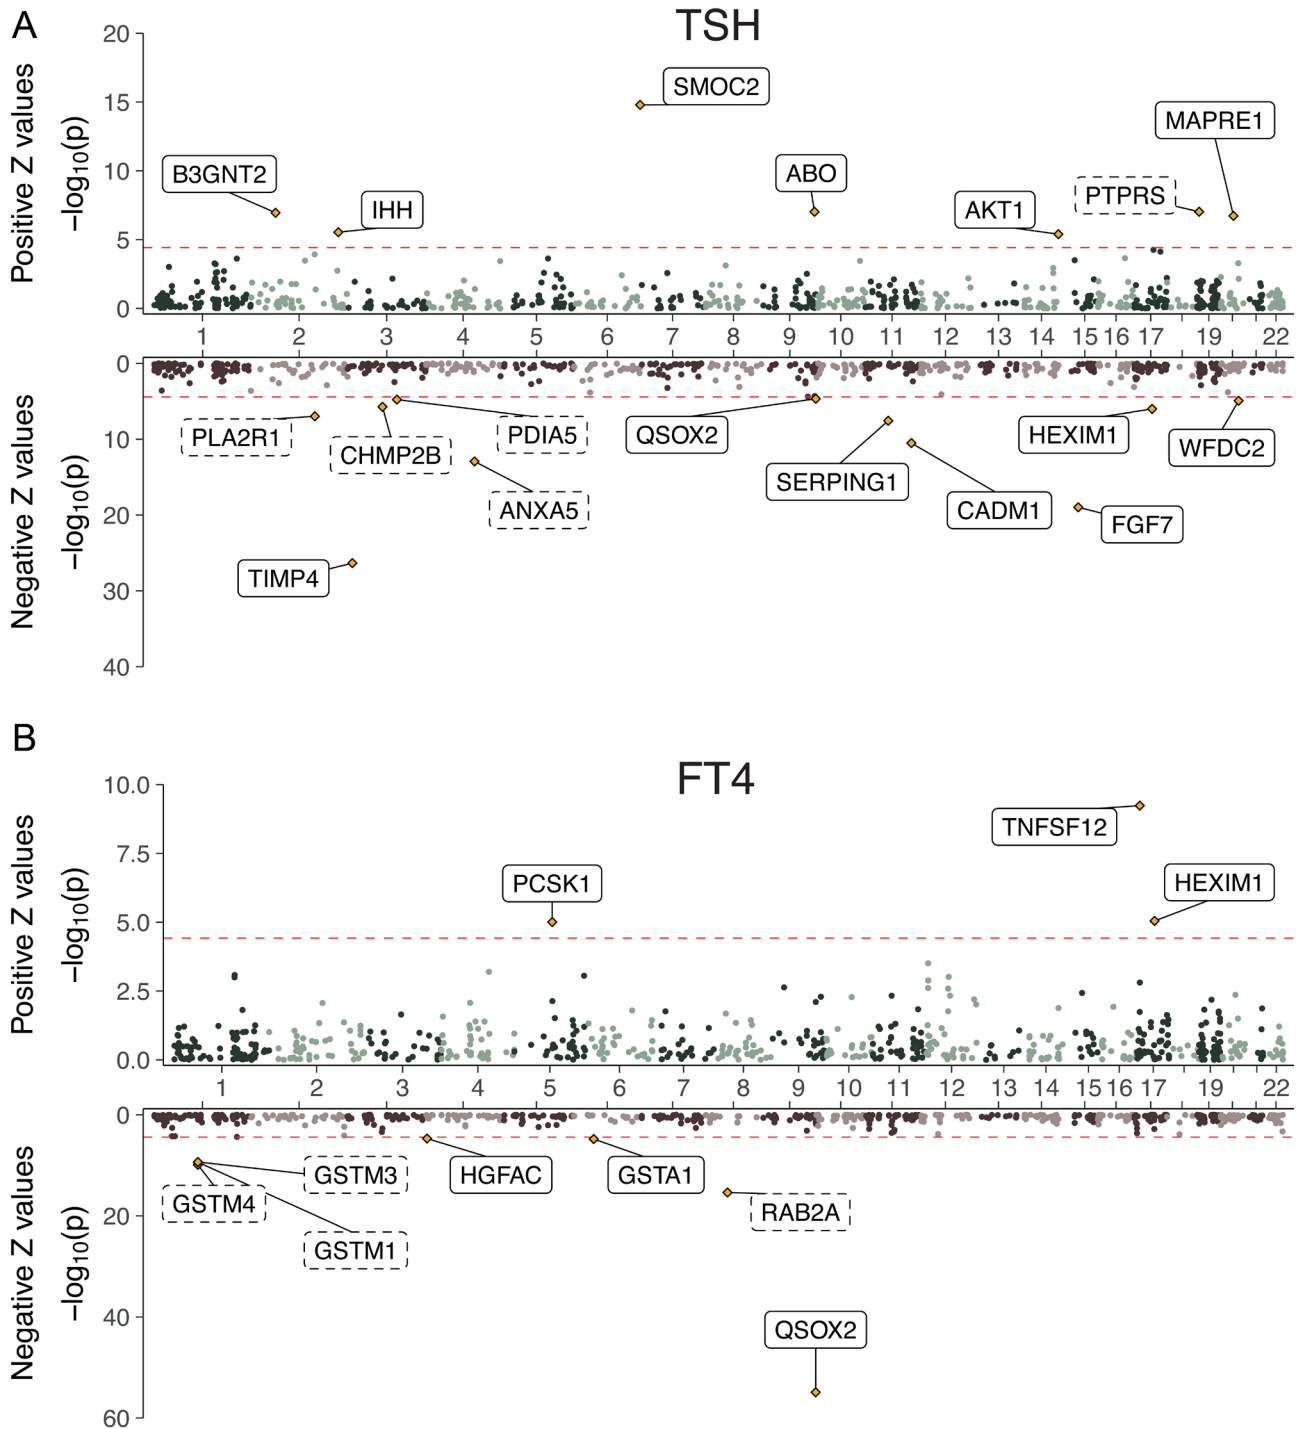 A
TSH
Positive Z values
−log10(p)
20
15
10
5
0
SMOC2
MAPRE1
B3GNT2
ABO
PTPRS
IHH
AKT1
1 2 3 4 5 6 7 8 9 10 11 12 13 14 15 16 17 19 22
Negative Z values
−log10(p)
0
10
20
30
40
PLA2R1
CHMP2B
PDIA5
QSOX2
HEXIM1
WFDC2
SERPING1
ANXA5
CADM1
FGF7
TIMP4
B
FT4
Positive Z values
−log10(p)
10.0
7.5
5.0
2.5
0.0
TNFSF12
PCSK1
HEXIM1
1 2 3 4 5 6 7 8 9 10 11 12 13 14 15 16 17 19 22
Negative Z values
−log10(p)
0
20
40
60
GSTM3
HGFAC
GSTA1
GSTM4
RAB2A
GSTM1
QSOX2